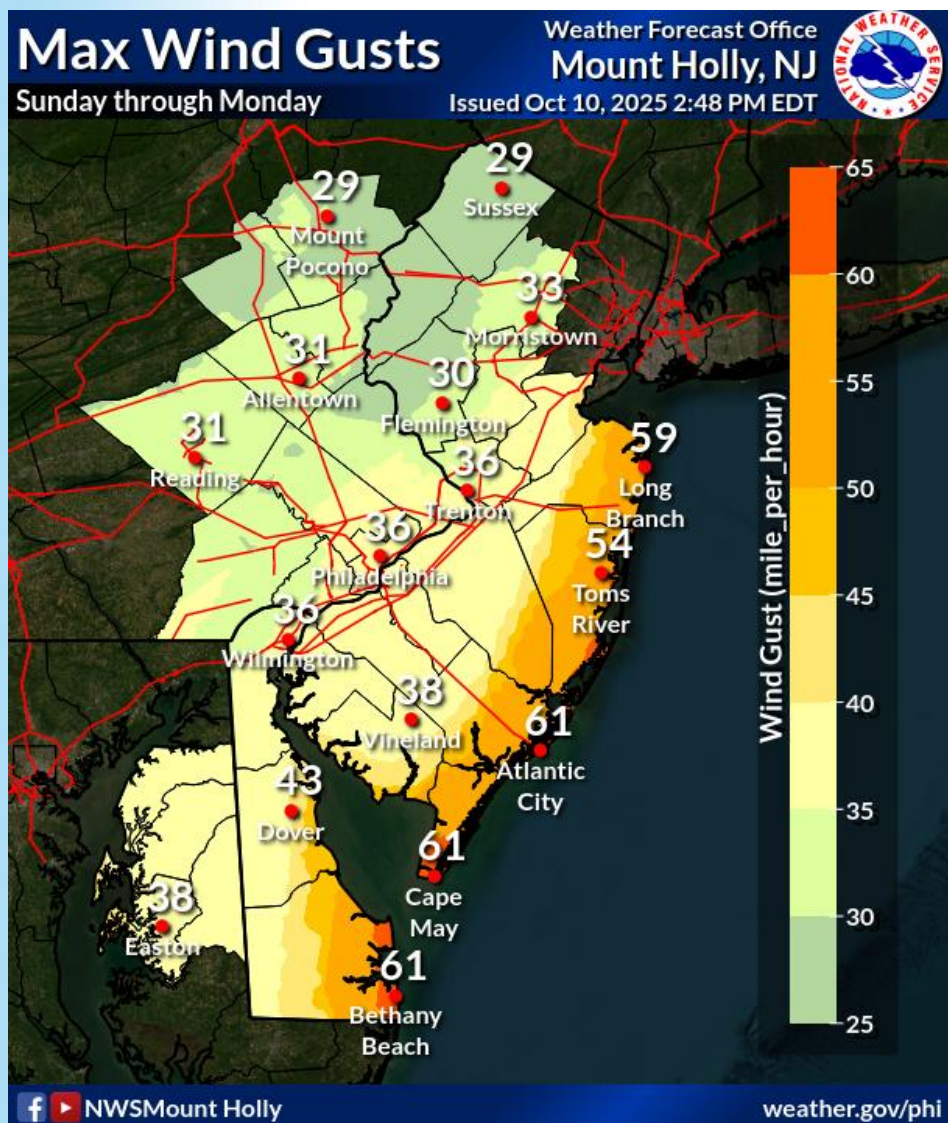 Max Wind Gusts
Sunday through Monday
Weather Forecast Office
Mount Holly, NJ
Issued Oct 10, 2025 2:48 PM EDT
NATIONAL WEATHER SERVICE
29
Sussex
29
Mount
Pocono
33
Morristown
31
Allentown
30
Flemington
31
Reading
59
Long
Branch
36
Trenton
36
Philadelphia
54
Toms
River
36
Wilmington
38
Vineland
61
Atlantic
City
43
Dover
61
Cape
May
38
Easton
61
Bethany
Beach
65
60
55
50
45
40
35
30
25
Wind Gust (mile_per_hour)
NWSMount Holly
weather.gov/phi